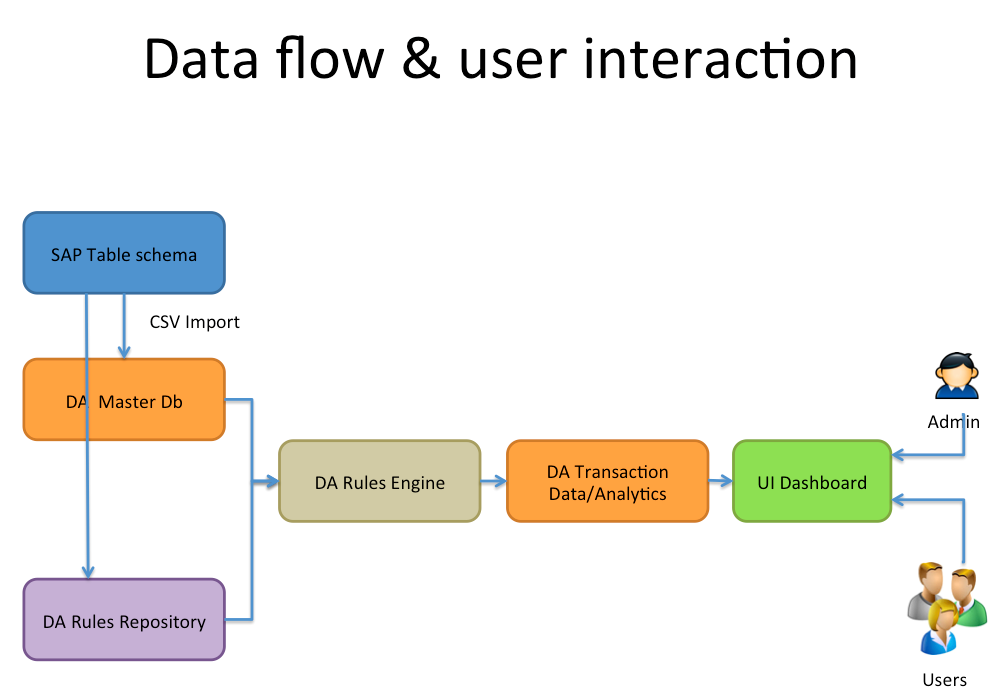 Data flow & user interaction
SAP Table schema
CSV Import
DA Master Db
Admin
DA Rules Engine
DA Transaction
Data/Analytics
UI Dashboard
DA Rules Repository
Users